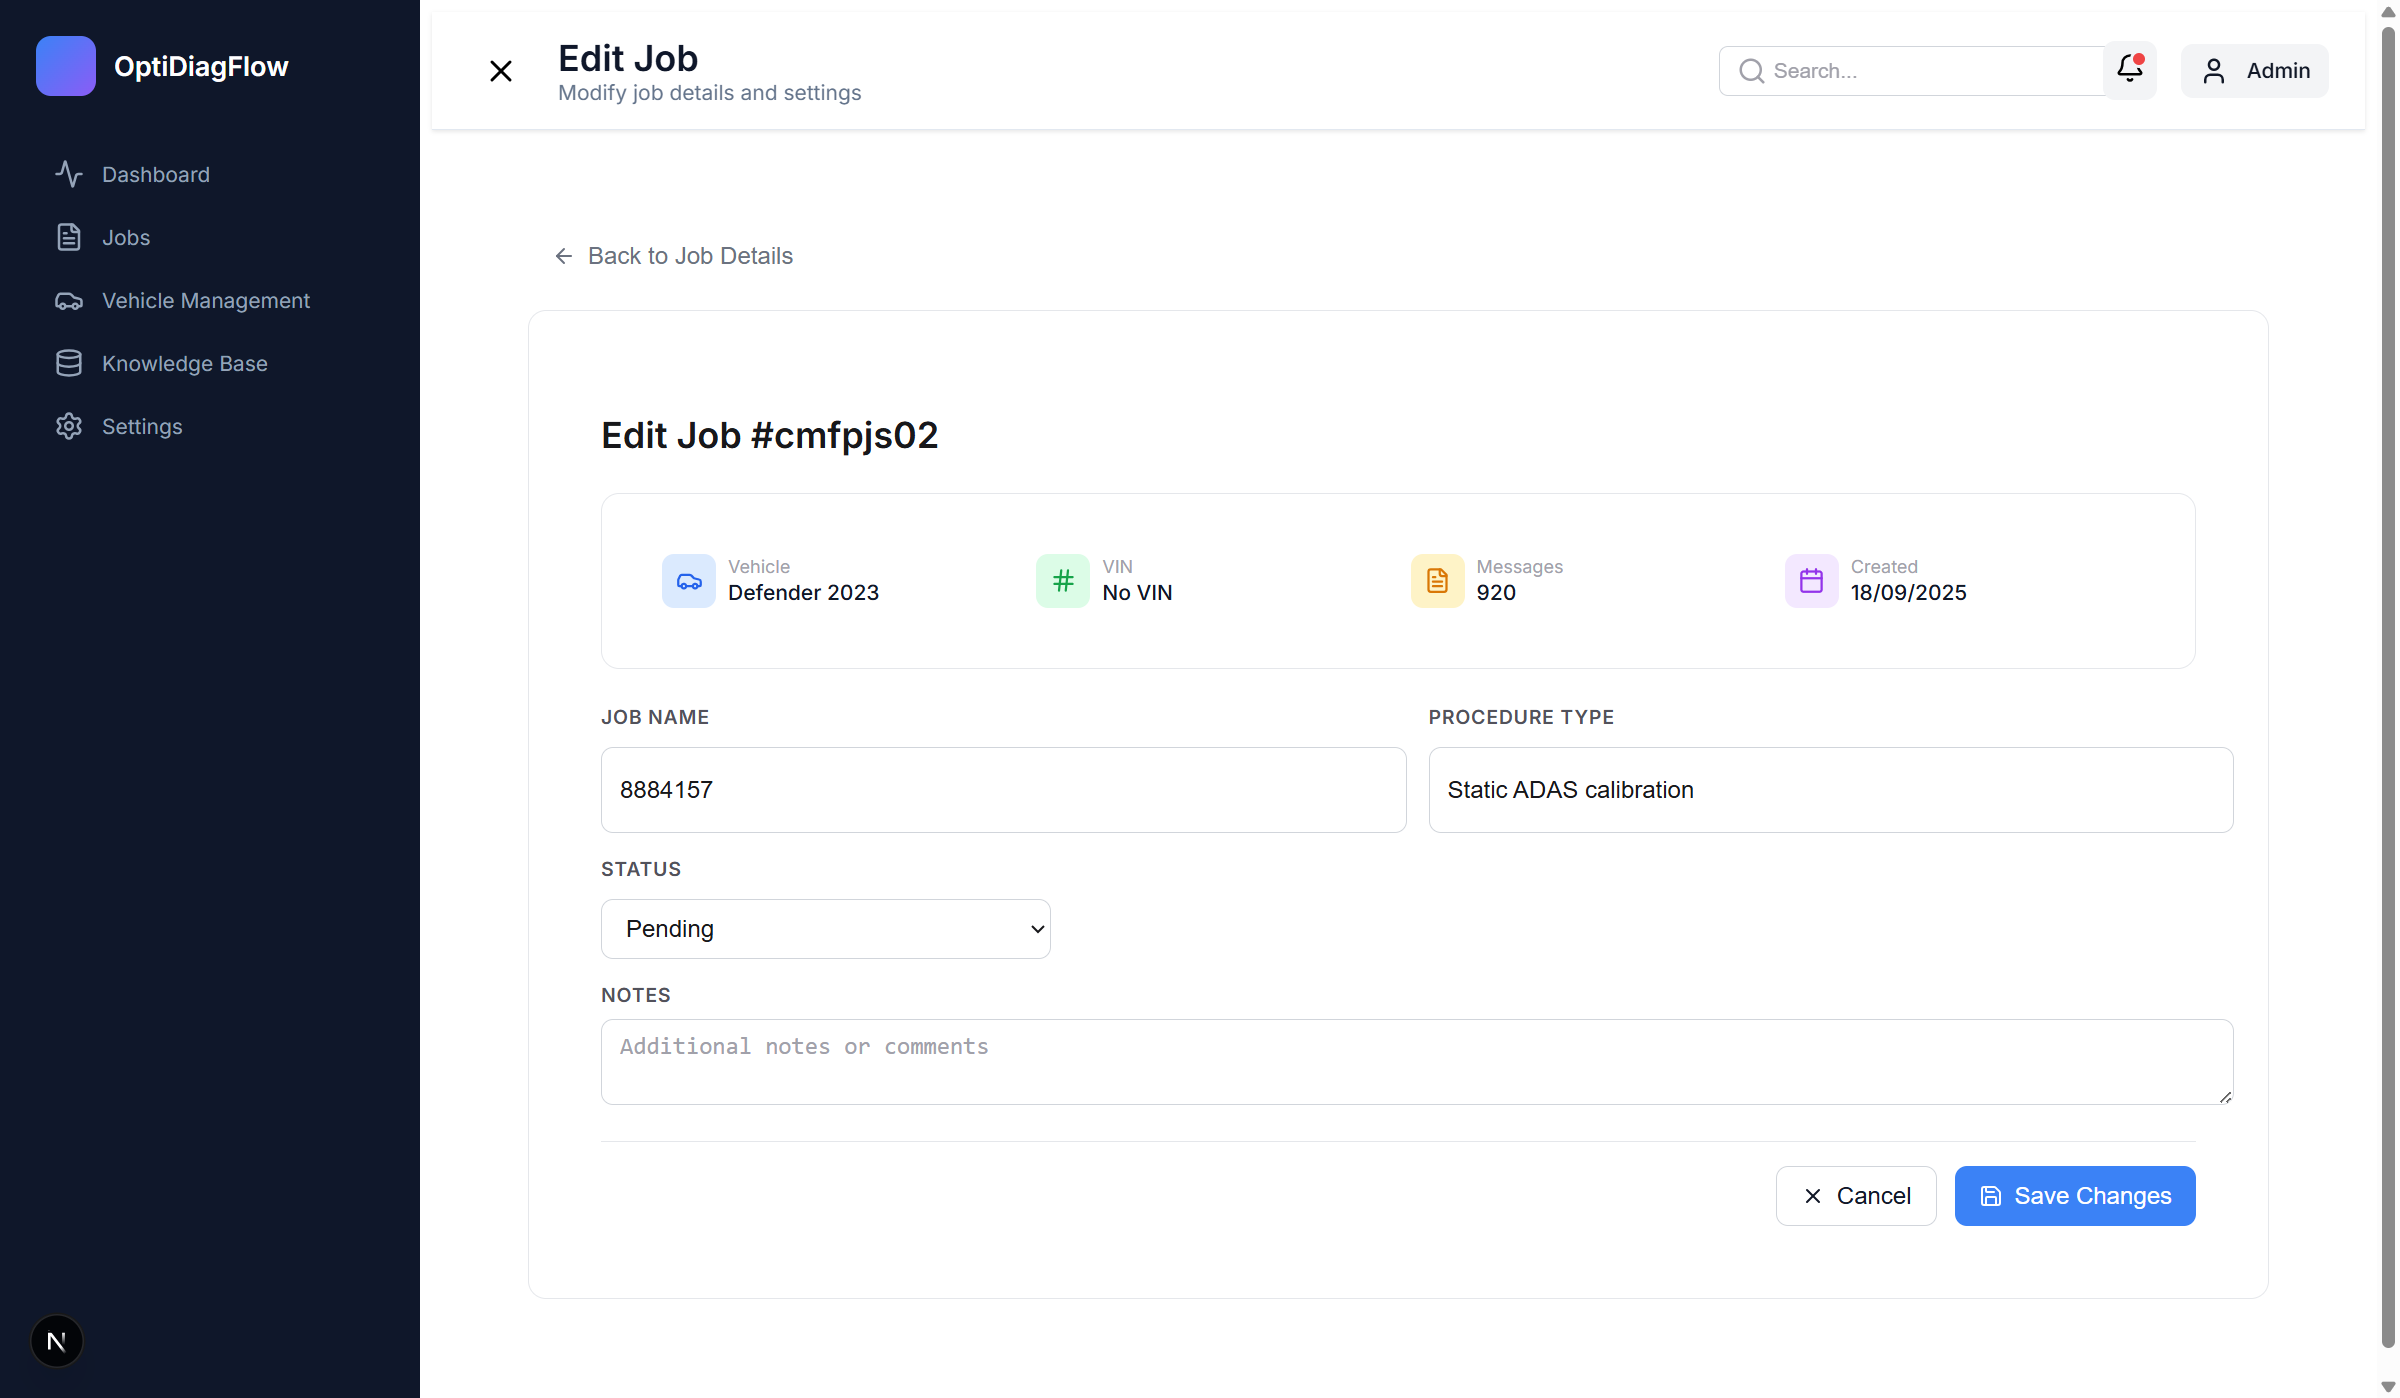 OptiDiagFlow
Dashboard
Jobs
Vehicle Management
Knowledge Base
Settings
N
Edit Job
Modify job details and settings
Search...
Admin
Back to Job Details
Edit Job #cmfpjs02
Vehicle
Defender 2023
VIN
No VIN
Messages
920
Created
18/09/2025
JOB NAME
PROCEDURE TYPE
8884157
Static ADAS calibration
STATUS
Pending
NOTES
Additional notes or comments
Cancel
Save Changes